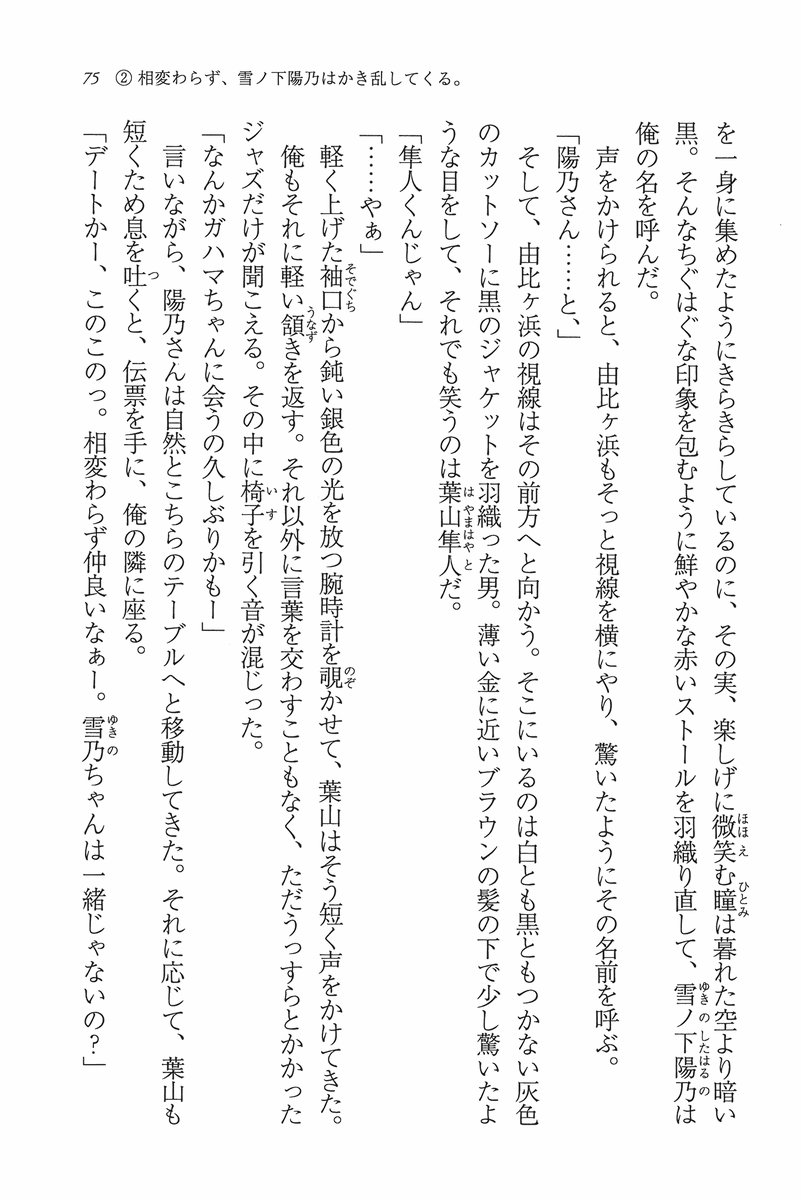 75 ② 相変わらず、雪ノ下陽乃はかき乱してくる。
を一身に集めたようにきらきらしているのに、その実、楽しげに微笑む瞳は暮れた空より暗い
黒。そんなちぐはぐな印象を包むように鮮やかな赤いストールを羽織り直して、雪ノ下陽乃は
俺の名を呼んだ。
声をかけられると、由比ヶ浜もそっと視線を横にやり、驚いたようにその名前を呼ぶ。
「陽乃さん……と、」
そして、由比ヶ浜の視線はその前方へと向かう。そこにいるのは白とも黒ともつかない灰色
のカットソーに黒のジャケットを羽織った男。薄い金に近いブラウンの髪の下で少し驚いたよ
うな目をして、それでも笑うのは葉山隼人だ。
「隼人くんじゃん」
「……やぁ」
軽く上げた袖口から鈍い銀色の光を放つ腕時計を覗かせて、葉山はそう短く声をかけてきた。
俺もそれに軽い頷きを返す。それ以外に言葉を交わすこともなく、ただうっすらとかかった
ジャズだけが聞こえる。その中に椅子を引く音が混じった。
「なんかガハマちゃんに会うの久しぶりかもー」
言いながら、陽乃さんは自然とこちらのテーブルへと移動してきた。それに応じて、葉山も
短くため息を吐くと、伝票を手に、俺の隣に座る。
「デートかー、このこのっ。相変わらず仲良いなぁー。雪乃ちゃんは一緒じゃないの？」